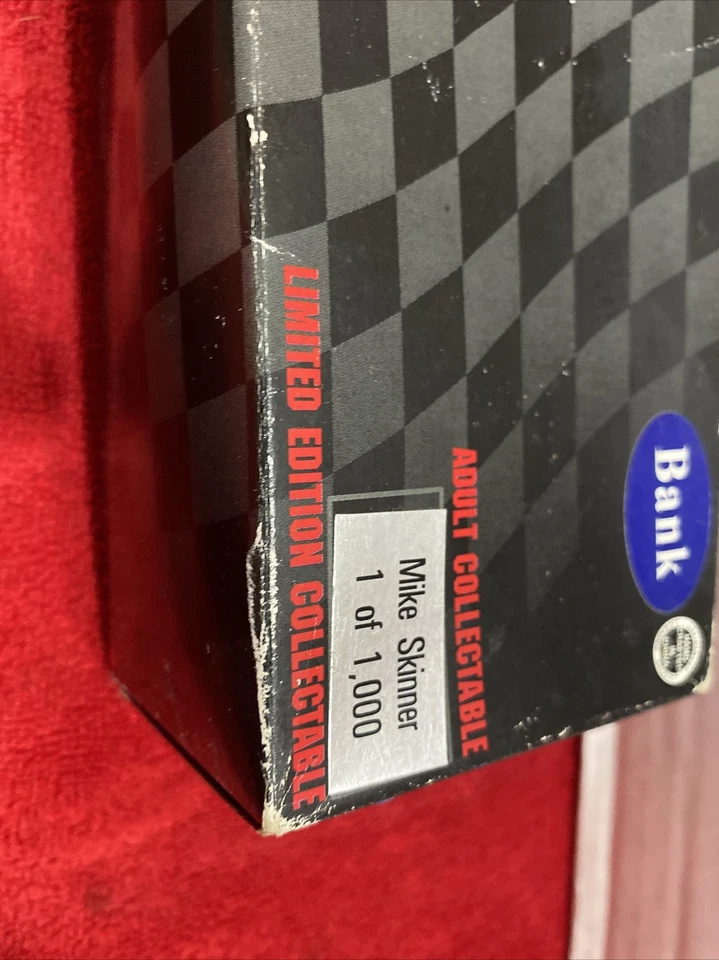 Bank
ADULT COLLECTABLE
Mike Skinner
1 of 1,000
LIMITED EDITION COLLECTABLE